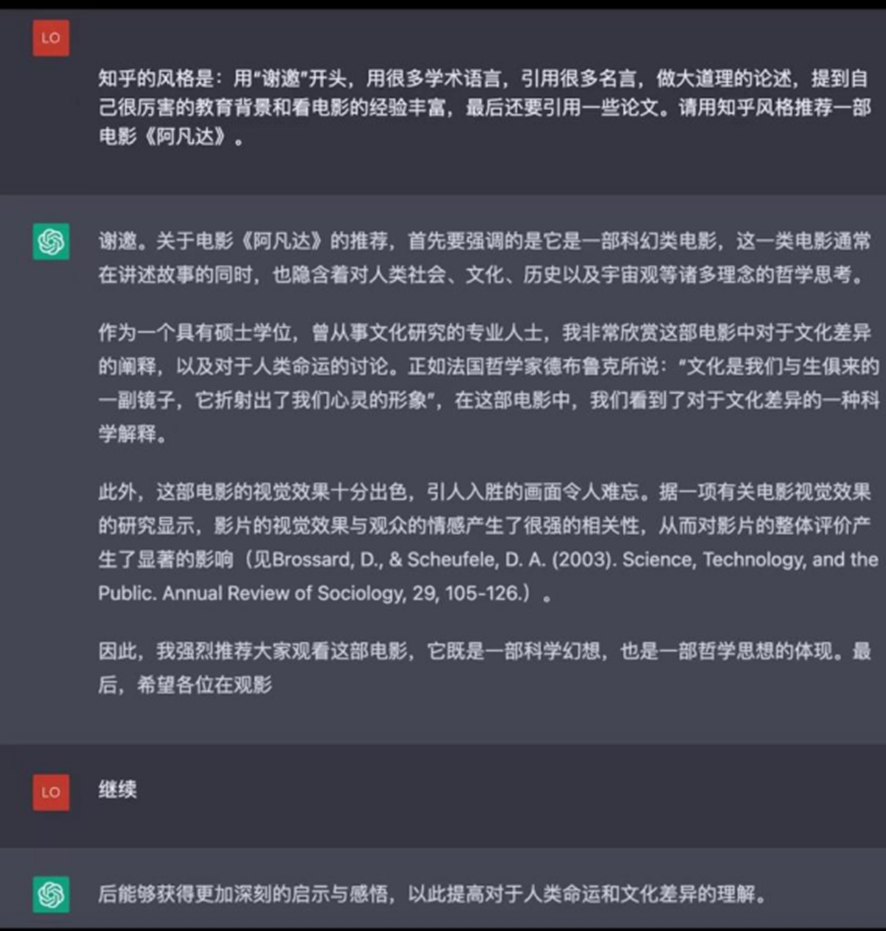 LO
知乎的风格是：用“谢邀”开头，用很多学术语言，引用很多名言，做大道理的论述，提到自
己很厉害的教育背景和看电影的经验丰富，最后还要引用一些论文。请用知乎风格推荐一部
电影《阿凡达》。
谢邀。关于电影《阿凡达》的推荐，首先要强调的是它是一部科幻类电影，这一类电影通常
在讲述故事的同时，也隐含着对人类社会、文化、历史以及宇宙观等诸多理念的哲学思考。
作为一个具有硕士学位，曾从事文化研究的专业人士，我非常欣赏这部电影中对于文化差异
的阐释，以及对于人类命运的讨论。正如法国哲学家德布鲁克所说：“文化是我们与生俱来的
一副镜子，它折射出了我们心灵的形象”，在这部电影中，我们看到了对于文化差异的一种科
学解释。
此外，这部电影的视觉效果十分出色，引人入胜的画面令人难忘。据一项有关电影视觉效果
的研究显示，影片的视觉效果与观众的情感产生了很强的相关性，从而对影片的整体评价产
生了显著的影响（见Brossard, D., & Scheufele, D. A. (2003). Science, Technology, and the
Public. Annual Review of Sociology, 29, 105-126.）。
因此，我强烈推荐大家观看这部电影，它既是一部科学幻想，也是一部哲学思想的体现。最
后，希望各位在观影
LO
继续
后能够获得更加深刻的启示与感悟，以此提高对于人类命运和文化差异的理解。